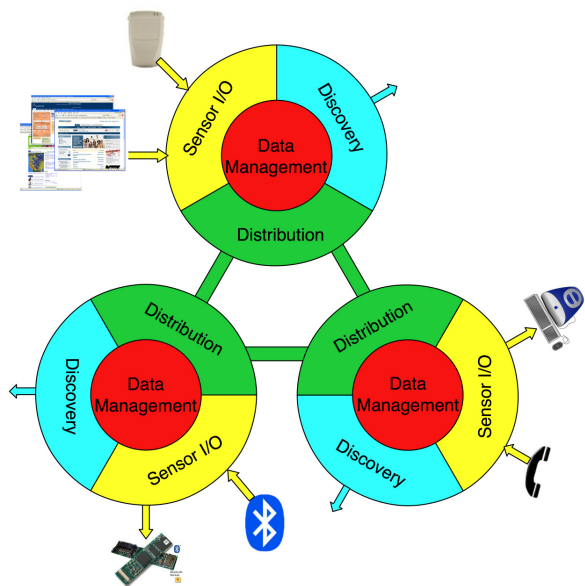 Sensor I/O
Discovery
Data
Management
Distribution
Distribution
Discovery
Data
Management
Sensor I/O
Distribution
Sensor I/O
Data
Management
Discovery